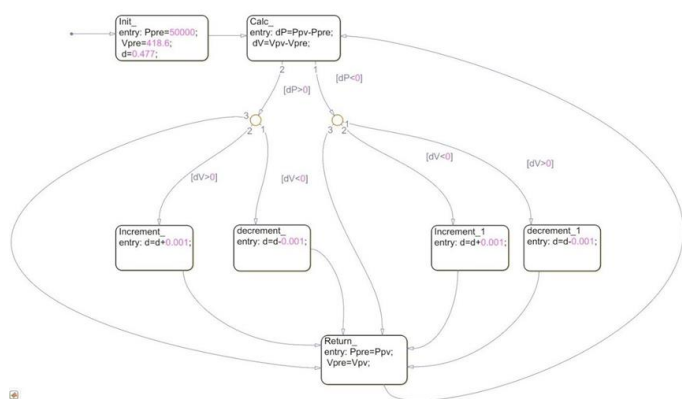 Init_
entry: Ppre=50000;
Vpre=418.6;
d=0.477;
Calc_
entry: dP=Ppv-Ppre;
dV=Vpv-Vpre;
2
1
[dP>0]
[dP<0]
3
2
1
3
2
1
[dV>0]
[dV<0]
[dV<0]
[dV>0]
Increment_
entry: d=d+0.001;
decrement_
entry: d=d-0.001;
Increment_1
entry: d=d+0.001;
decrement_1
entry: d=d-0.001;
Return_
entry: Ppre=Ppv;
Vpre=Vpv;